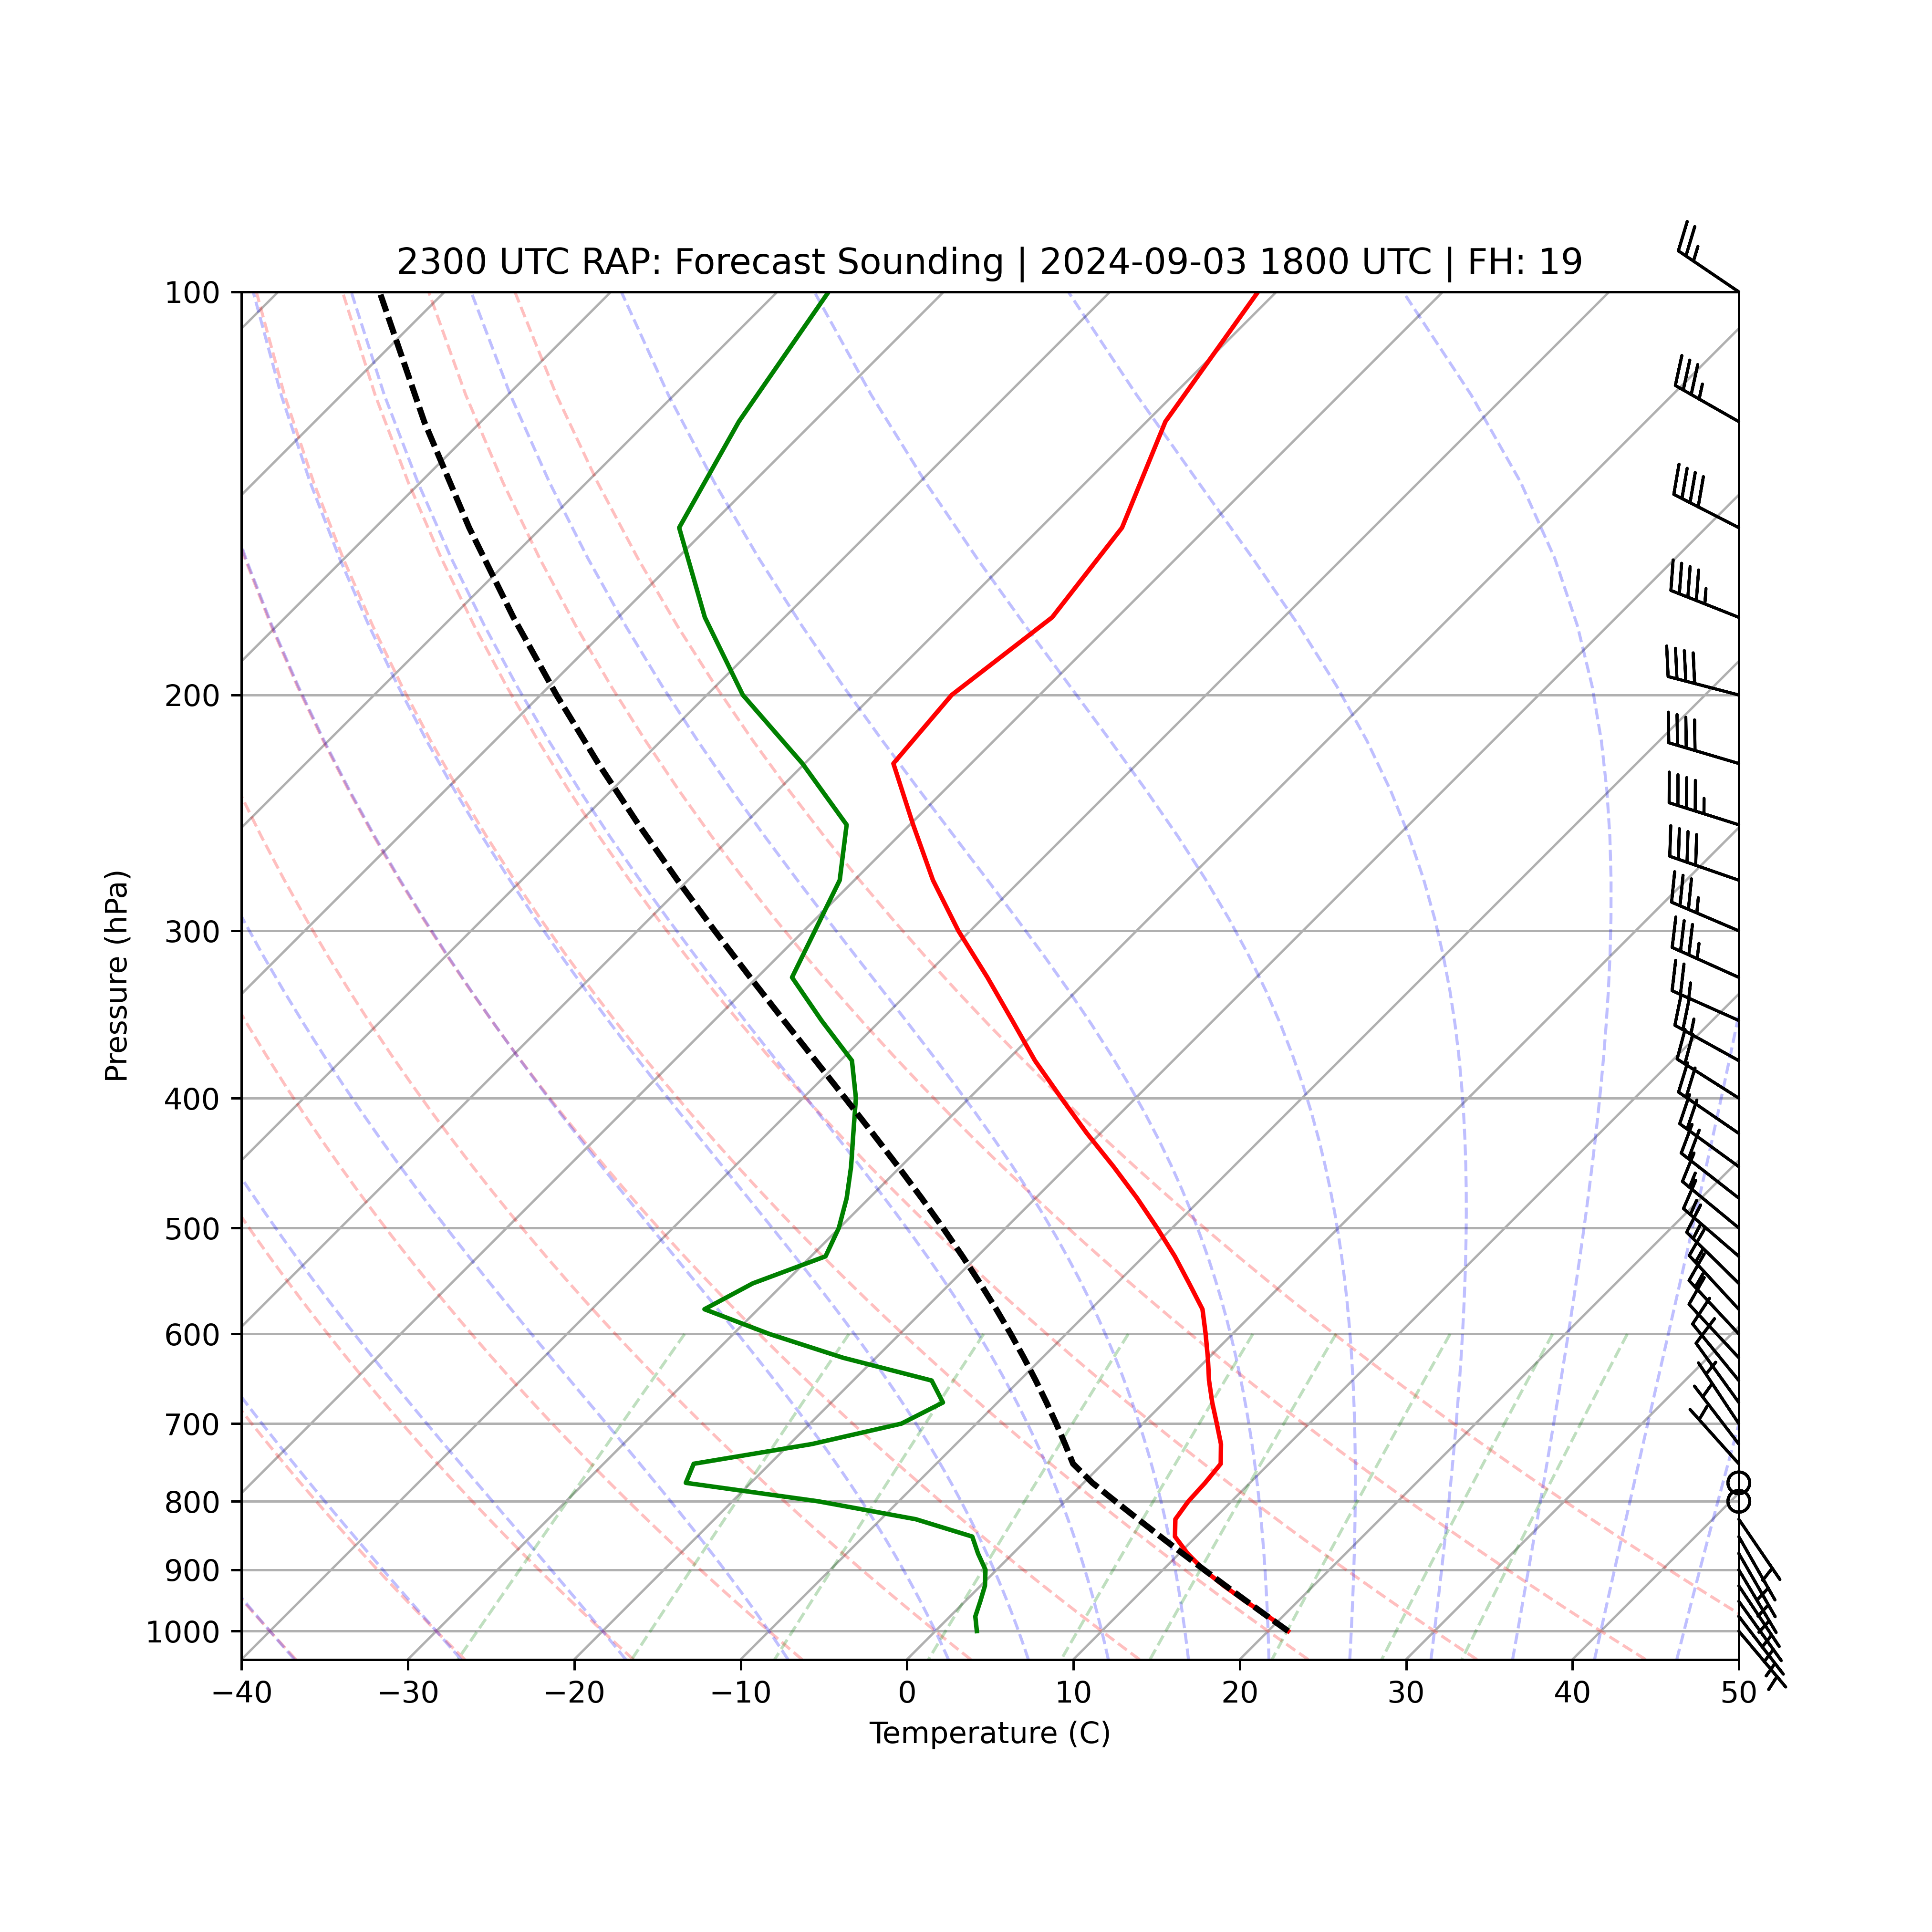 2300 UTC RAP: Forecast Sounding | 2024-09-03 1800 UTC | FH: 19
100
200
300
400
500
600
700
800
900
1000
Pressure (hPa)
−40 −30 −20 −10 0 10 20 30 40 50
Temperature (C)